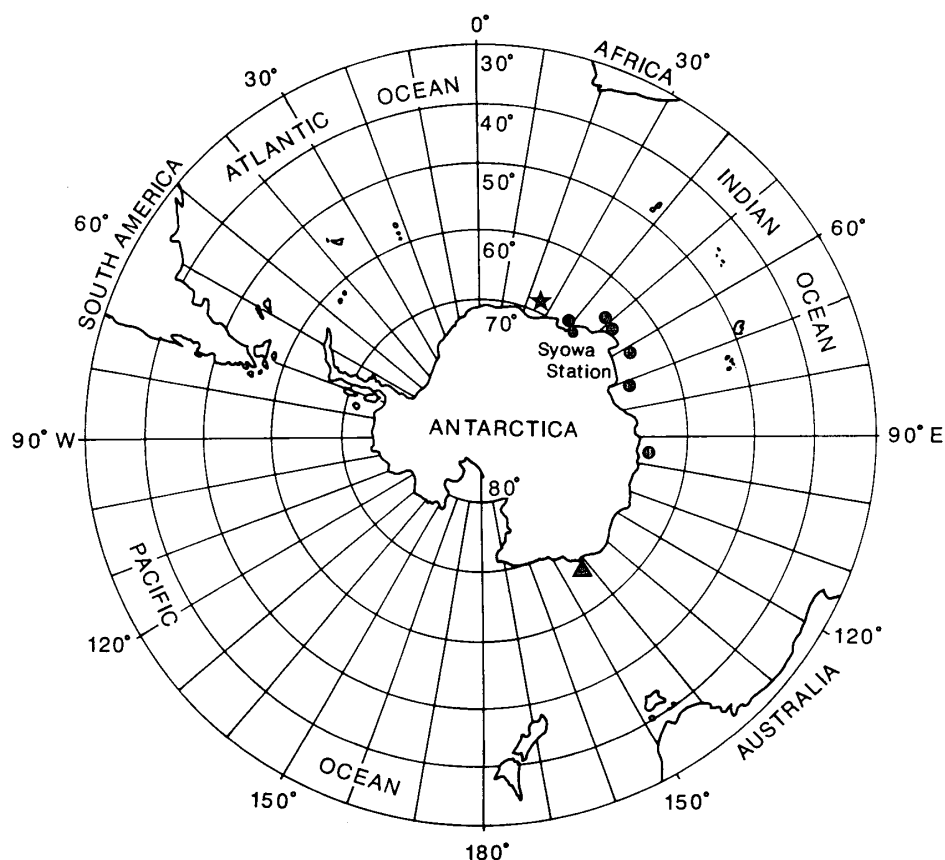 0°
AFRICA
30°
30°
30°
OCEAN
ATLANTIC
40°
50°
INDIAN
SOUTH AMERICA
60°
60°
60°
OCEAN
70°
Syowa
Station
ANTARCTICA
90° W
90° E
80°
PACIFIC
120°
120°
AUSTRALIA
OCEAN
150°
150°
180°